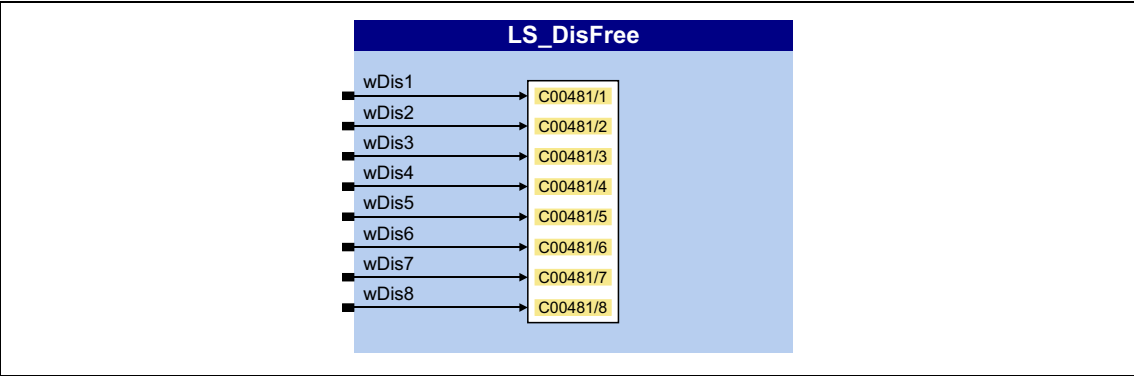 LS_DisFree
wDis1
C00481/1
wDis2
C00481/2
wDis3
C00481/3
wDis4
C00481/4
wDis5
C00481/5
wDis6
C00481/6
wDis7
C00481/7
wDis8
C00481/8